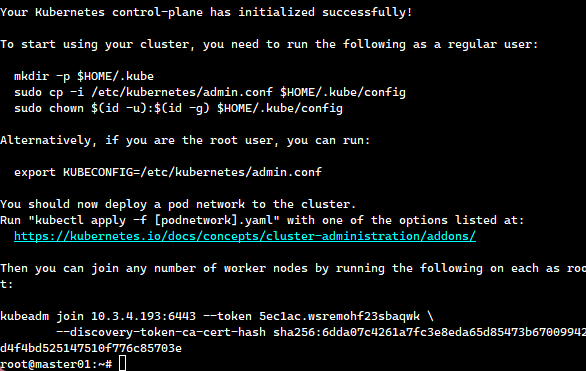 Your Kubernetes control-plane has initialized successfully!
To start using your cluster, you need to run the following as a regular user:
mkdir -p $HOME/.kube
sudo cp -i /etc/kubernetes/admin.conf $HOME/.kube/config
sudo chown $(id -u):$(id -g) $HOME/.kube/config
Alternatively, if you are the root user, you can run:
export KUBECONFIG=/etc/kubernetes/admin.conf
You should now deploy a pod network to the cluster.
Run "kubectl apply -f [podnetwork].yaml" with one of the options listed at:
https://kubernetes.io/docs/concepts/cluster-administration/addons/
Then you can join any number of worker nodes by running the following on each as roo
t:
kubeadm join 10.3.4.193:6443 --token 5ec1ac.wsremohf23sbaqwk \
--discovery-token-ca-cert-hash sha256:6dda07c4261a7fc3e8eda65d85473b67009942
d4f4bd525147510f776c85703e
root@master01:~#